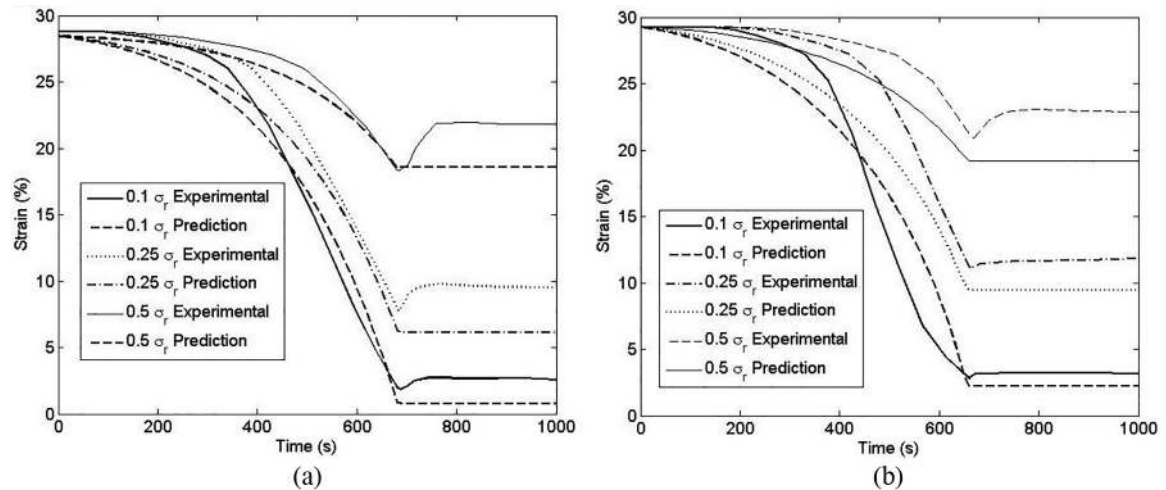 30
25
20
15
10
5
0
Strain (%)
0.1 σr Experimental
0.1 σr Prediction
0.25 σr Experimental
0.25 σr Prediction
0.5 σr Experimental
0.5 σr Prediction
0 200 400 600 800 1000
Time (s)
(a)
30
25
20
15
10
5
0
Strain (%)
0.1 σr Experimental
0.1 σr Prediction
0.25 σr Experimental
0.25 σr Prediction
0.5 σr Experimental
0.5 σr Prediction
0 200 400 600 800 1000
Time (s)
(b)